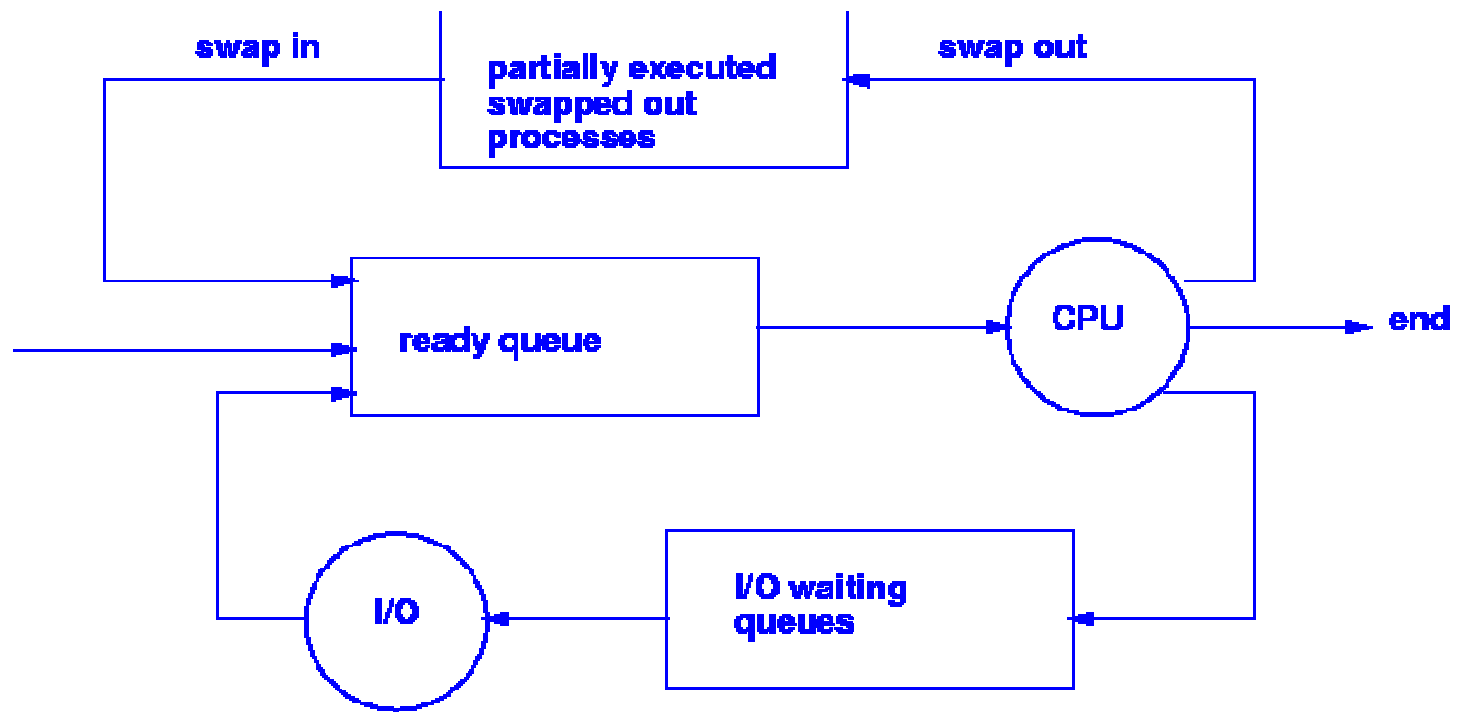 swap in
partially executed
swapped out
processes
swap out
ready queue
CPU
end
I/O
I/O waiting
queues